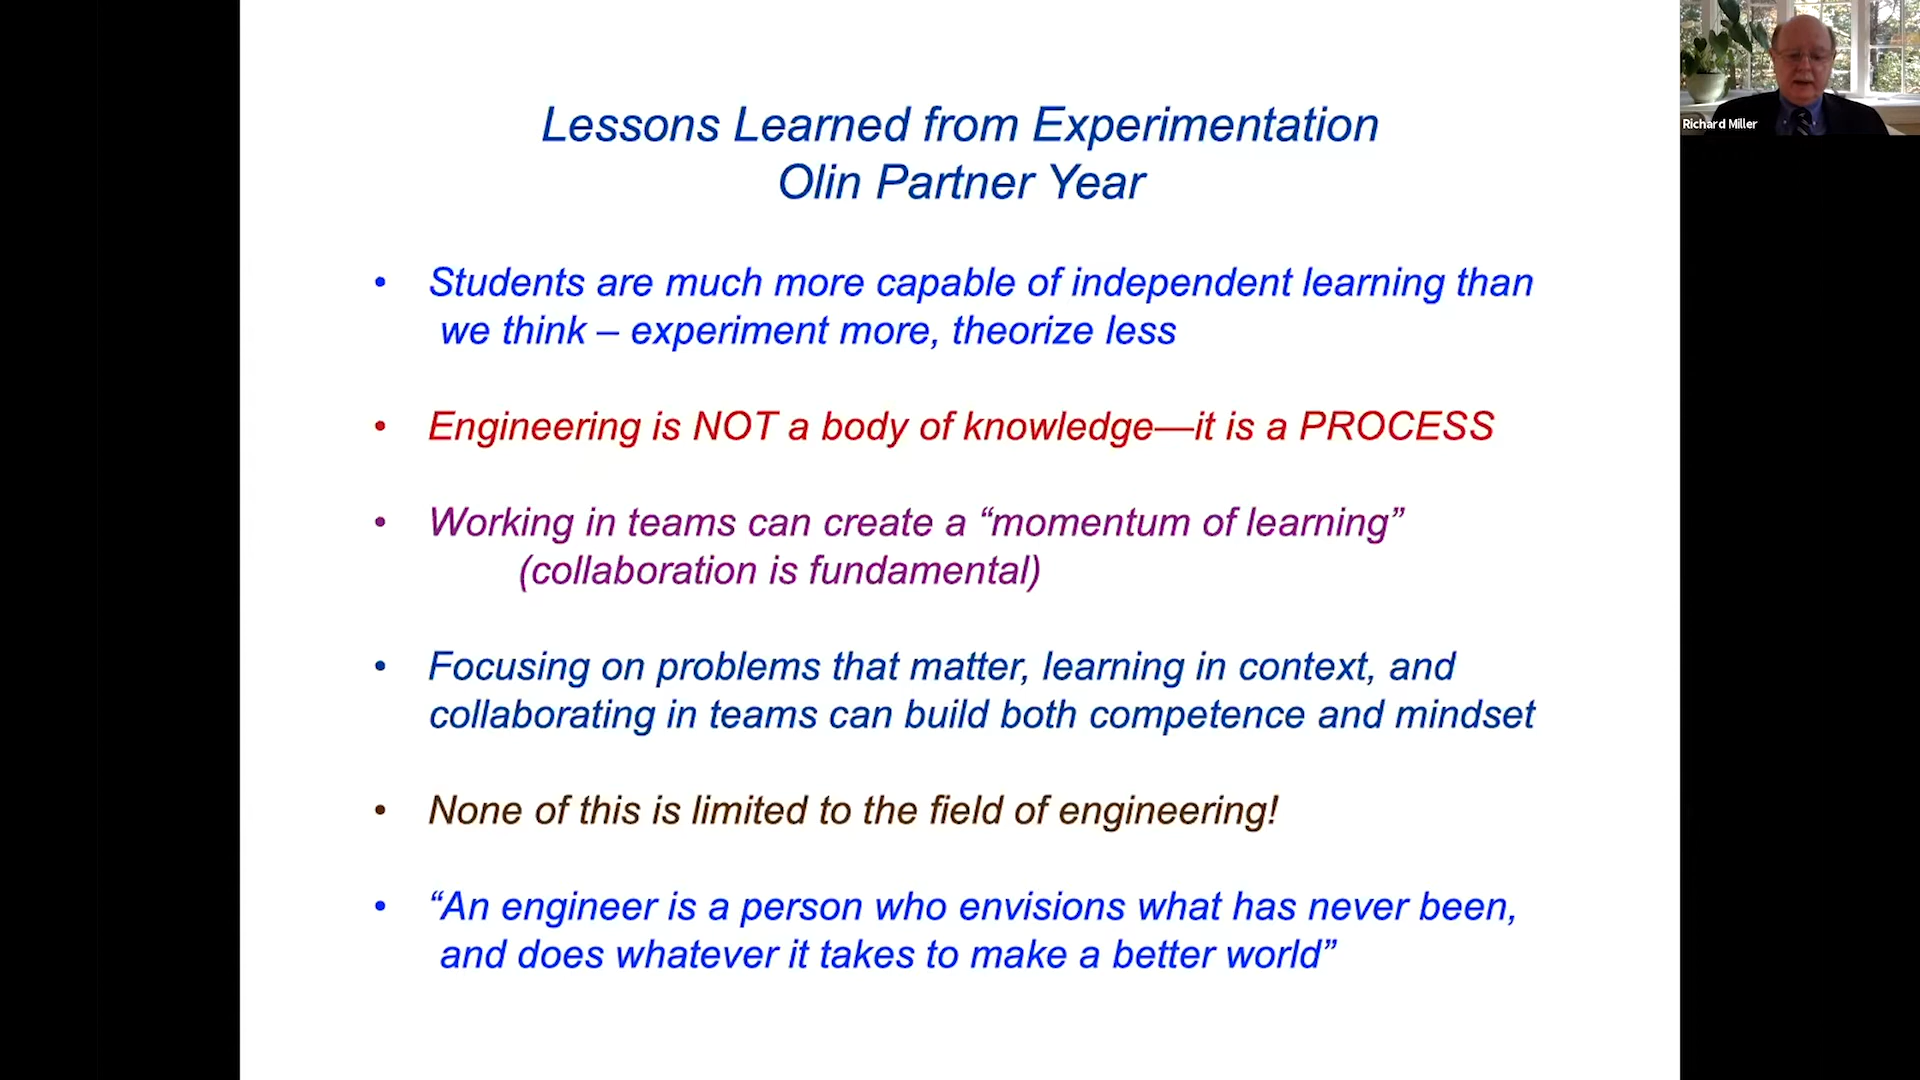 Lessons Learned from Experimentation
Olin Partner Year
• Students are much more capable of independent learning than
we think – experiment more, theorize less
• Engineering is NOT a body of knowledge—it is a PROCESS
• Working in teams can create a “momentum of learning”
(collaboration is fundamental)
• Focusing on problems that matter, learning in context, and
collaborating in teams can build both competence and mindset
• None of this is limited to the field of engineering!
• “An engineer is a person who envisions what has never been,
and does whatever it takes to make a better world”
Richard Miller